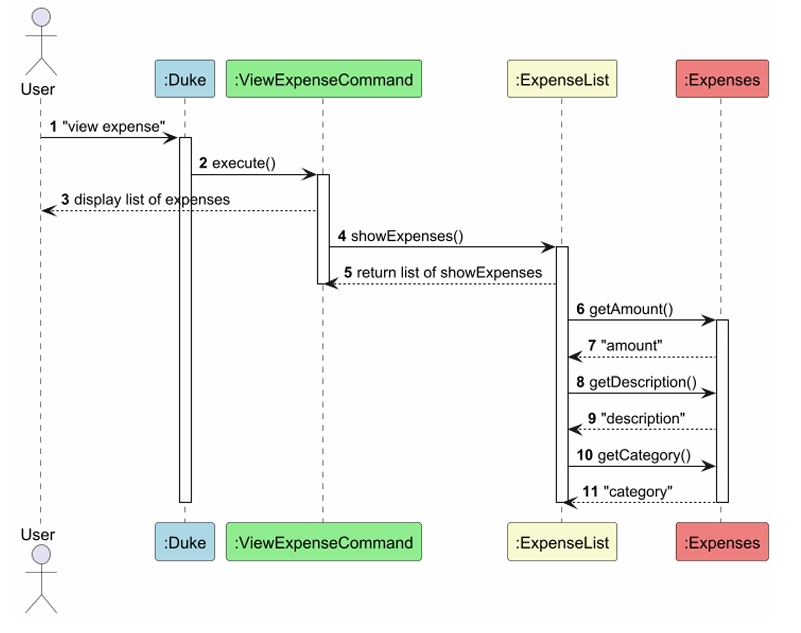 User
:Duke
:ViewExpenseCommand
:ExpenseList
:Expenses
1 "view expense"
2 execute()
3 display list of expenses
4 showExpenses()
5 return list of showExpenses
6 getAmount()
7 "amount"
8 getDescription()
9 "description"
10 getCategory()
11 "category"
User
:Duke
:ViewExpenseCommand
:ExpenseList
:Expenses